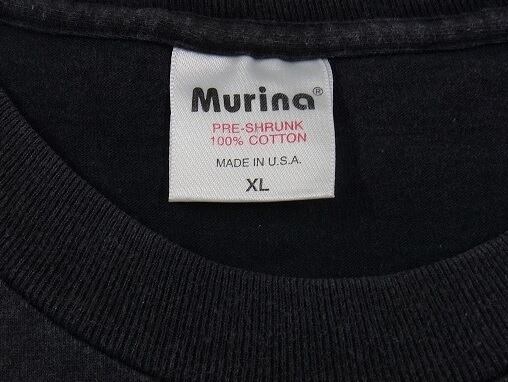 Murina®
PRE-SHRUNK
100% COTTON
MADE IN U.S.A.
XL